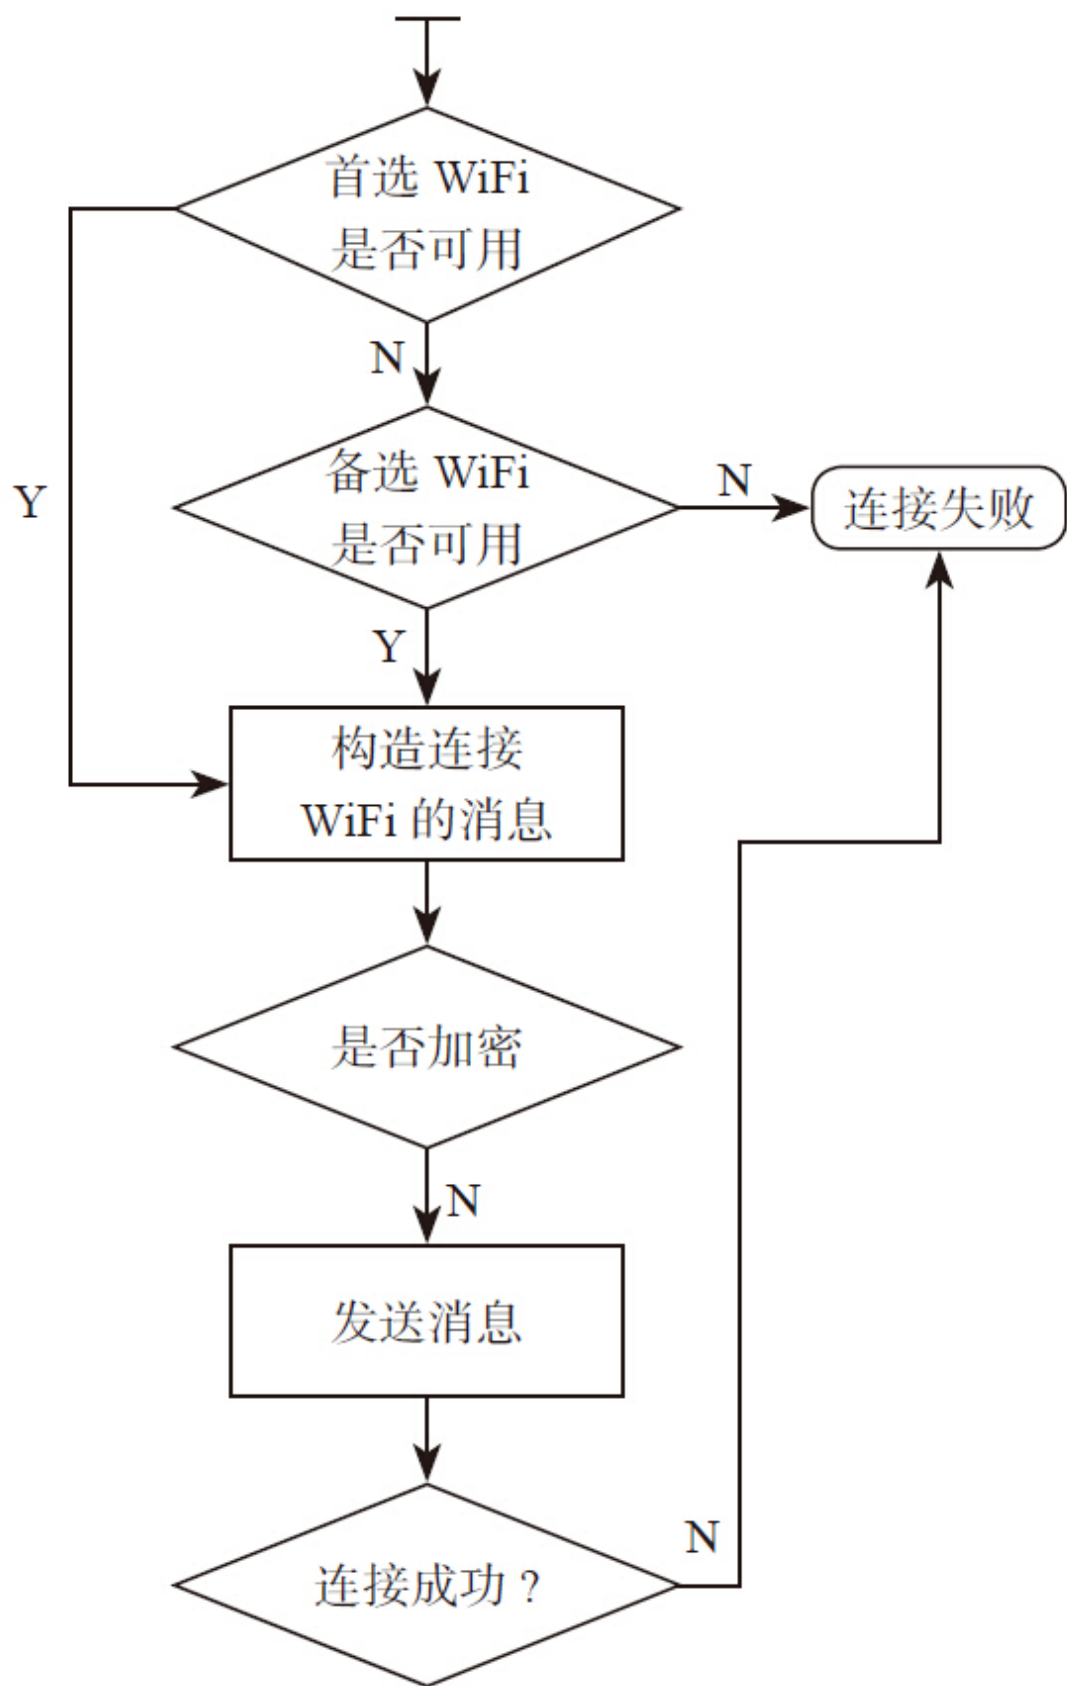 首选 WiFi
是否可用
N
备选 WiFi
是否可用
N
连接失败
Y
Y
构造连接
WiFi 的消息
是否加密
N
发送消息
连接成功？
N